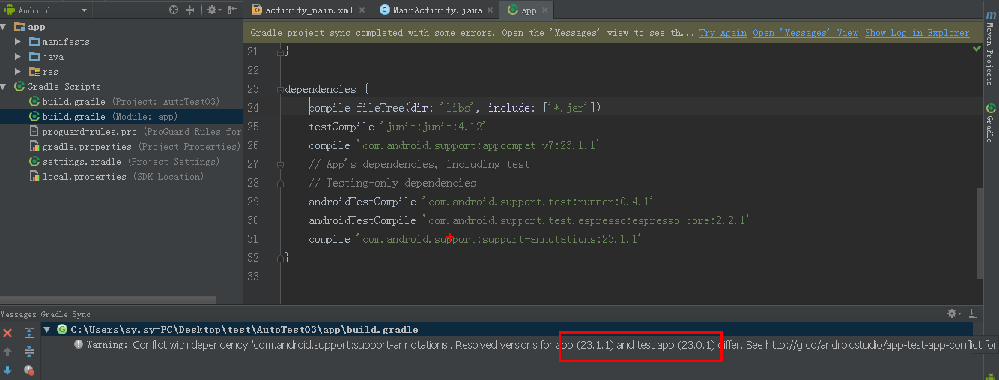 Android
activity_main.xml
MainActivity.java
app
app
manifests
java
res
Gradle Scripts
build.gradle (Project: AutoTest03)
build.gradle (Module: app)
proguard-rules.pro (ProGuard Rules for
gradle.properties (Project Properties)
settings.gradle (Project Settings)
local.properties (SDK Location)
Gradle project sync completed with some errors. Open the 'Messages' view to see th... Try Again Open 'Messages' View Show Log in Explorer
21 }
22
23 dependencies {
24 compile fileTree(dir: 'libs', include: ['*.jar'])
25 testCompile 'junit:junit:4.12'
26 compile 'com.android.support:appcompat-v7:23.1.1'
27 // App's dependencies, including test
28 // Testing-only dependencies
29 androidTestCompile 'com.android.support.test:runner:0.4.1'
30 androidTestCompile 'com.android.support.test.espresso:espresso-core:2.2.1'
31 compile 'com.android.support:support-annotations:23.1.1'
32 }
33
m
Maven Projects
Gradle
Messages Gradle Sync
C:\Users\sy.sy-PC\Desktop\test\AutoTest03\app\build.gradle
Warning: Conflict with dependency 'com.android.support:support-annotations'. Resolved versions for app (23.1.1) and test app (23.0.1) differ. See http://g.co/androidstudio/app-test-app-conflict for